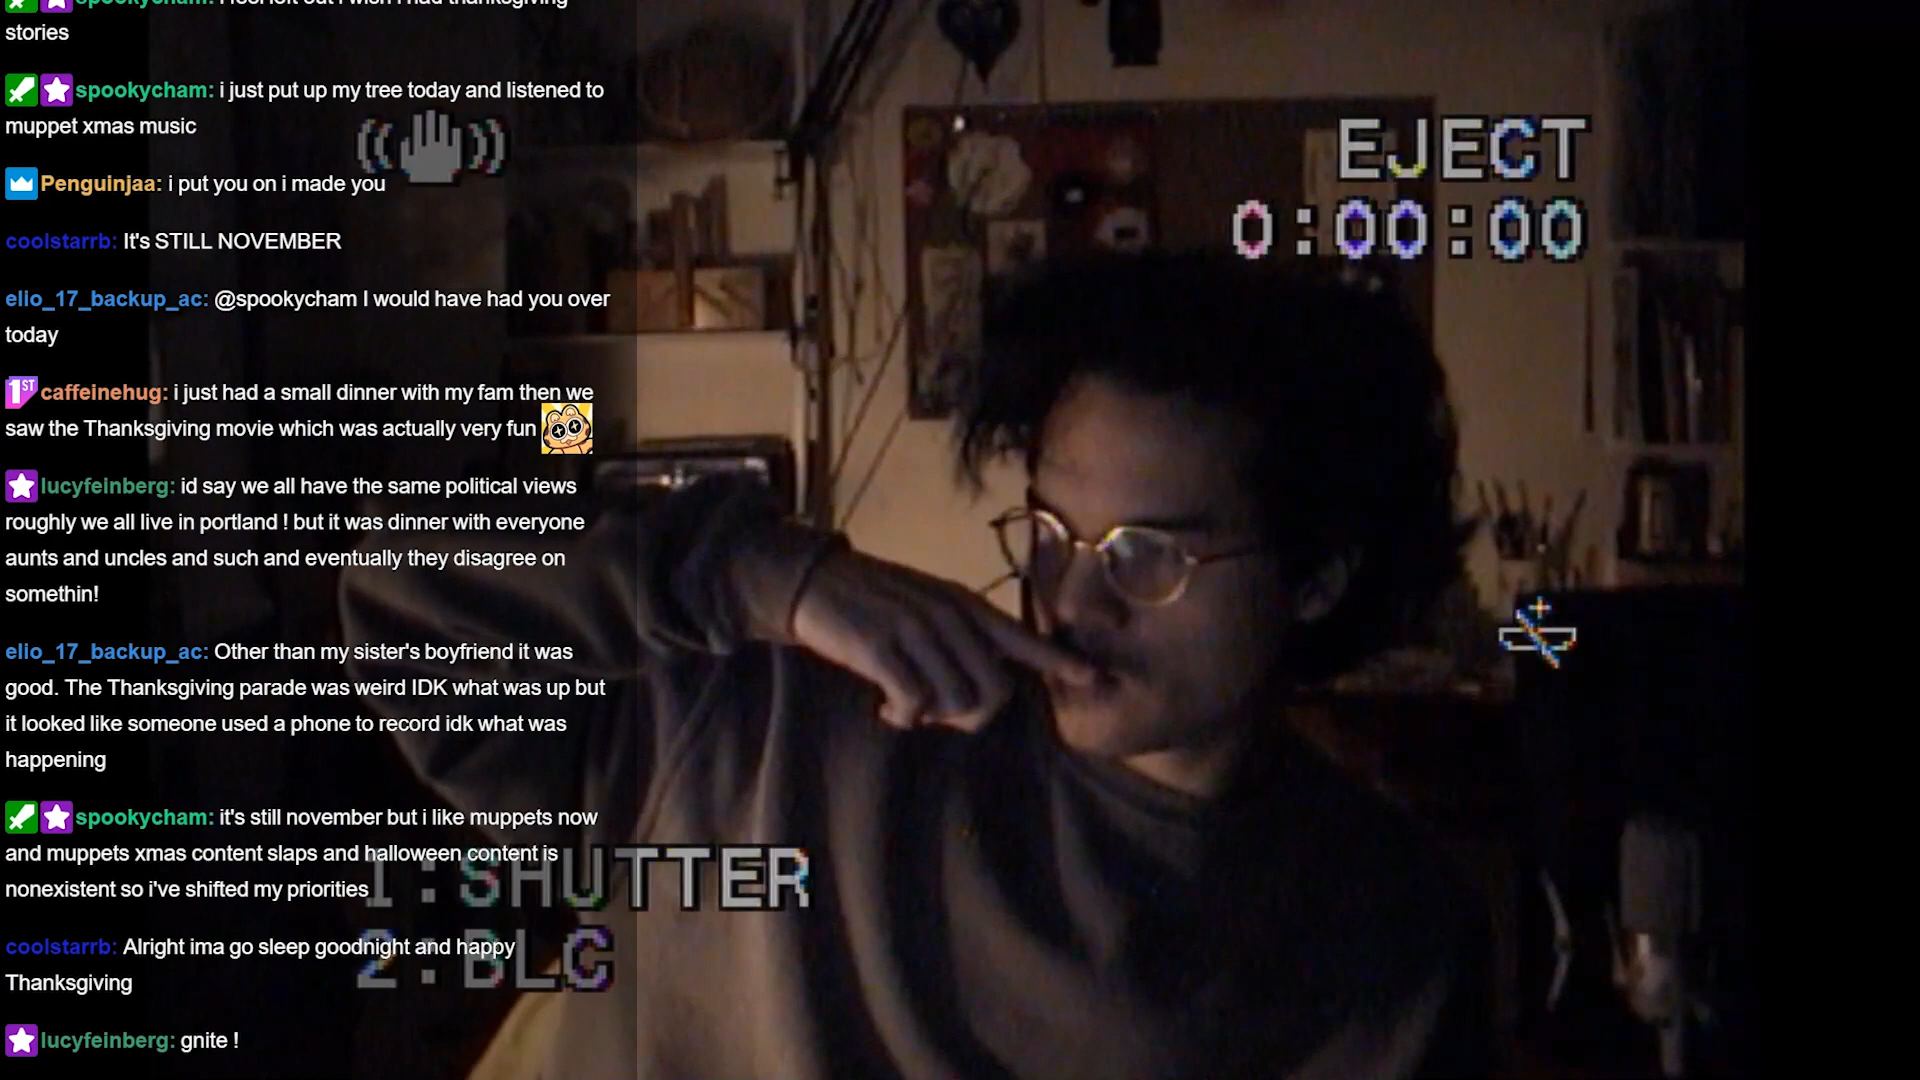 spookycham: i feel left out i wish i had thanksgiving
stories
spookycham: i just put up my tree today and listened to
muppet xmas music
Penguinjaa: i put you on i made you
coolstarrb: It's STILL NOVEMBER
elio_17_backup_ac: @spookycham I would have had you over
today
1ST caffeinehug: i just had a small dinner with my fam then we
saw the Thanksgiving movie which was actually very fun
lucyfeinberg: id say we all have the same political views
roughly we all live in portland ! but it was dinner with everyone
aunts and uncles and such and eventually they disagree on
somethin!
elio_17_backup_ac: Other than my sister's boyfriend it was
good. The Thanksgiving parade was weird IDK what was up but
it looked like someone used a phone to record idk what was
happening
spookycham: it's still november but i like muppets now
and muppets xmas content slaps and halloween content is
nonexistent so i've shifted my priorities
coolstarrb: Alright ima go sleep goodnight and happy
Thanksgiving
lucyfeinberg: gnite !
EJECT
0:00:00
1:SHUTTER
2:BLC